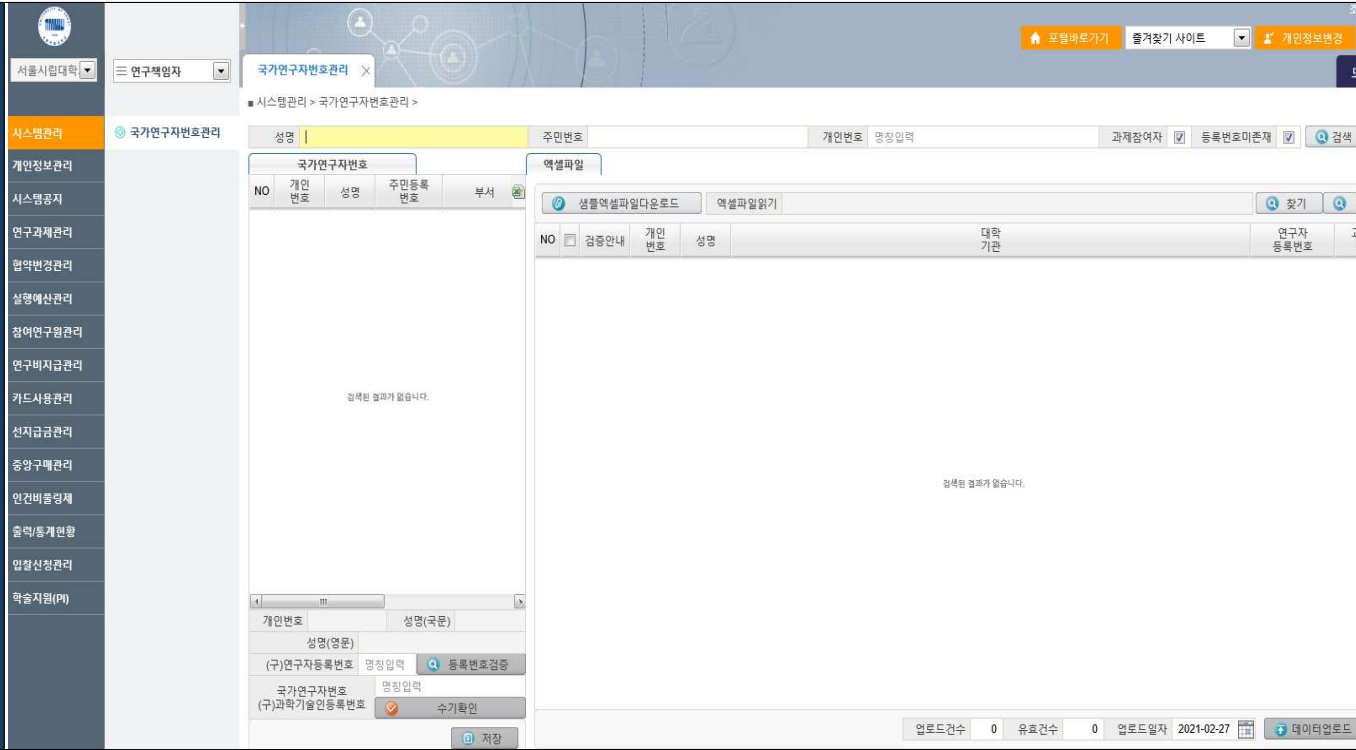 포털바로가기 즐겨찾기 사이트 개인정보변경
서울시립대학 연구책임자 국가연구자번호관리
■ 시스템관리 > 국가연구자번호관리 >
시스템관리 국가연구자번호관리
성명 주민번호 개인번호 명칭입력 과제참여자 등록번호미존재 검색
개인정보관리
시스템공지
연구과제관리
협약변경관리
실행예산관리
참여연구원관리
연구비지급관리
카드사용관리
선지급금관리
중앙구매관리
인건비풀링제
출력/통계현황
입찰신청관리
학술지원(PI)
국가연구자번호
NO 개인번호 성명 주민등록번호 부서
검색된 결과가 없습니다.
개인번호 성명(국문)
성명(영문)
(구)연구자등록번호 명칭입력 등록번호검증
국가연구자번호 명칭입력
(구)과학기술인등록번호 수기확인
저장
엑셀파일
샘플엑셀파일다운로드 엑셀파일읽기 찾기
NO 검증안내 개인번호 성명 대학기관 연구자등록번호
검색된 결과가 없습니다.
업로드건수 0 유효건수 0 업로드일자 2021-02-27 데이터업로드